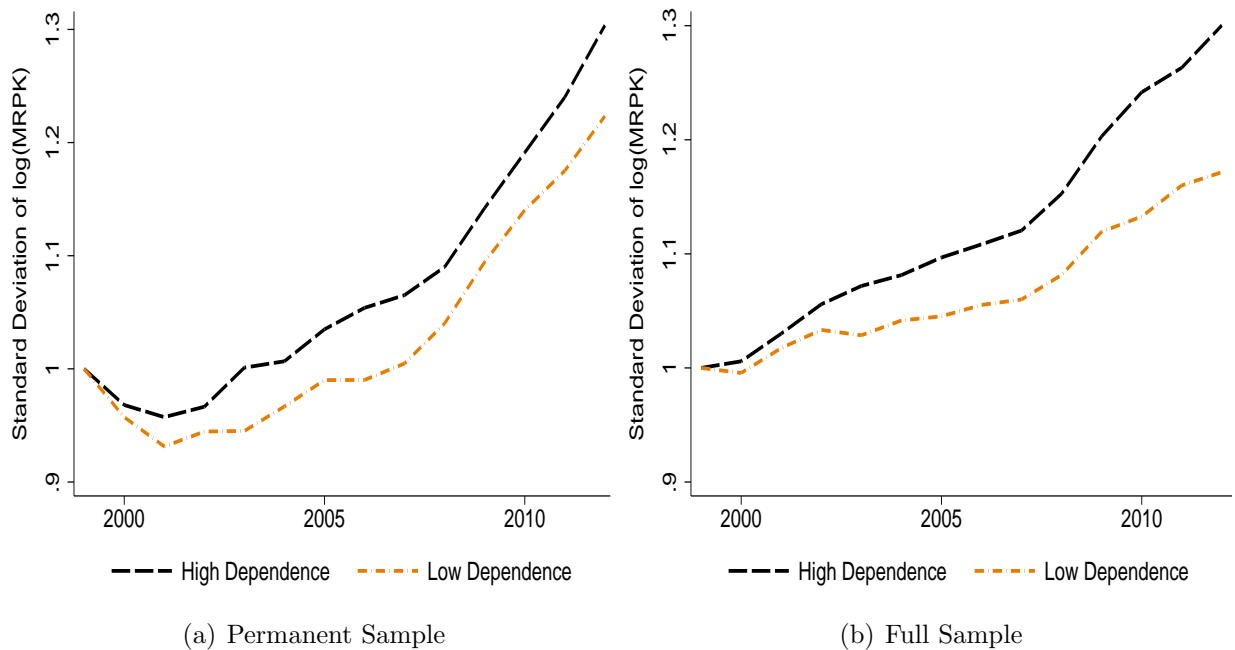 Standard Deviation of log(MRPK)
1.3
1.2
1.1
1
.9
2000 2005 2010
High Dependence Low Dependence
(a) Permanent Sample
Standard Deviation of log(MRPK)
1.3
1.2
1.1
1
.9
2000 2005 2010
High Dependence Low Dependence
(b) Full Sample